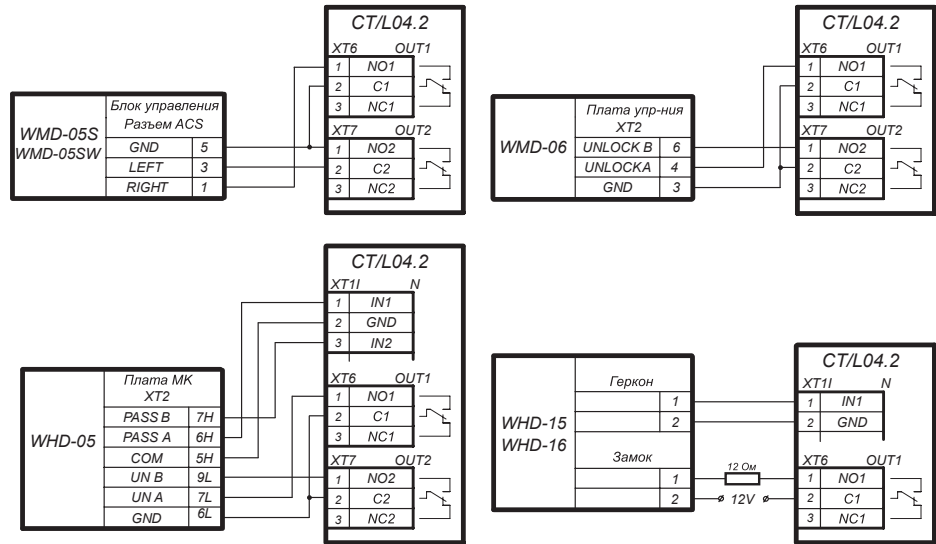 CT/L04.2
XT6 OUT1
1 NO1
2 C1
3 NC1
XT7 OUT2
1 NO2
2 C2
3 NC2
WMD-05S
WMD-05SW
Блок управления
Разъем ACS
GND 5
LEFT 3
RIGHT 1
CT/L04.2
XT6 OUT1
1 NO1
2 C1
3 NC1
XT7 OUT2
1 NO2
2 C2
3 NC2
WMD-06
Плата упр-ния
XT2
UNLOCK B 6
UNLOCKA 4
GND 3
CT/L04.2
XT1I N
1 IN1
2 GND
3 IN2
XT6 OUT1
1 NO1
2 C1
3 NC1
XT7 OUT2
1 NO2
2 C2
3 NC2
WHD-05
Плата МК
XT2
PASS B 7H
PASS A 6H
COM 5H
UN B 9L
UN A 7L
GND 6L
CT/L04.2
XT1I N
1 IN1
2 GND
XT6 OUT1
1 NO1
2 C1
3 NC1
WHD-15
WHD-16
Геркон
1
2
Замок
1
2
12 Ом
12V